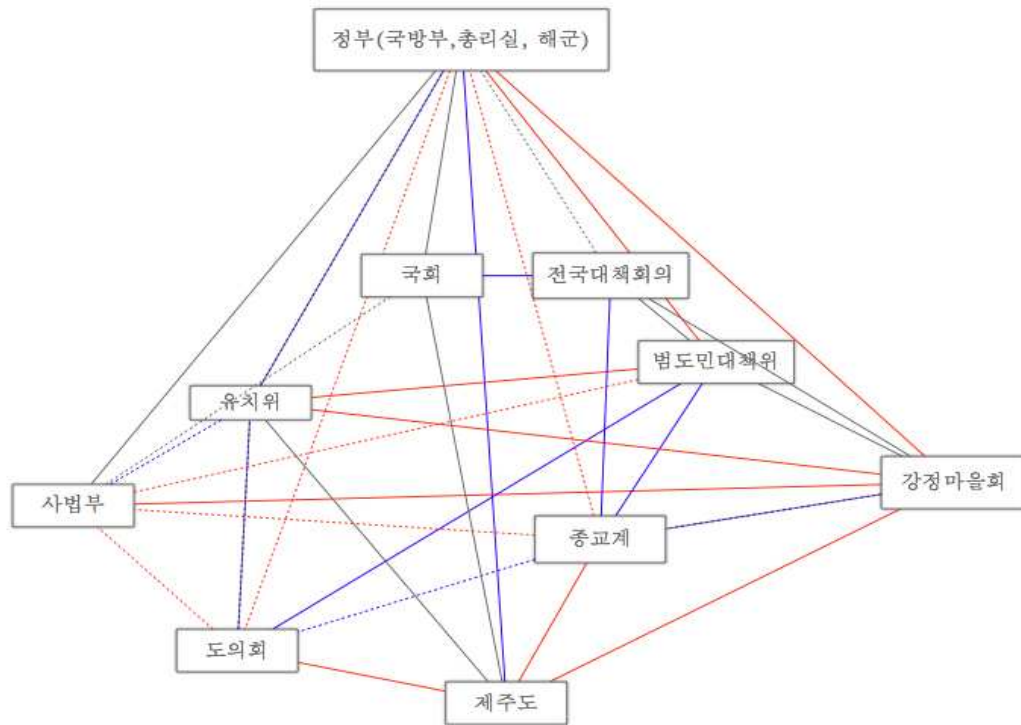 정부(국방부,총리실, 해군)
국회
전국대책회의
범도민대책위
유치위
강정마을회
사법부
종교계
도의회
제주도